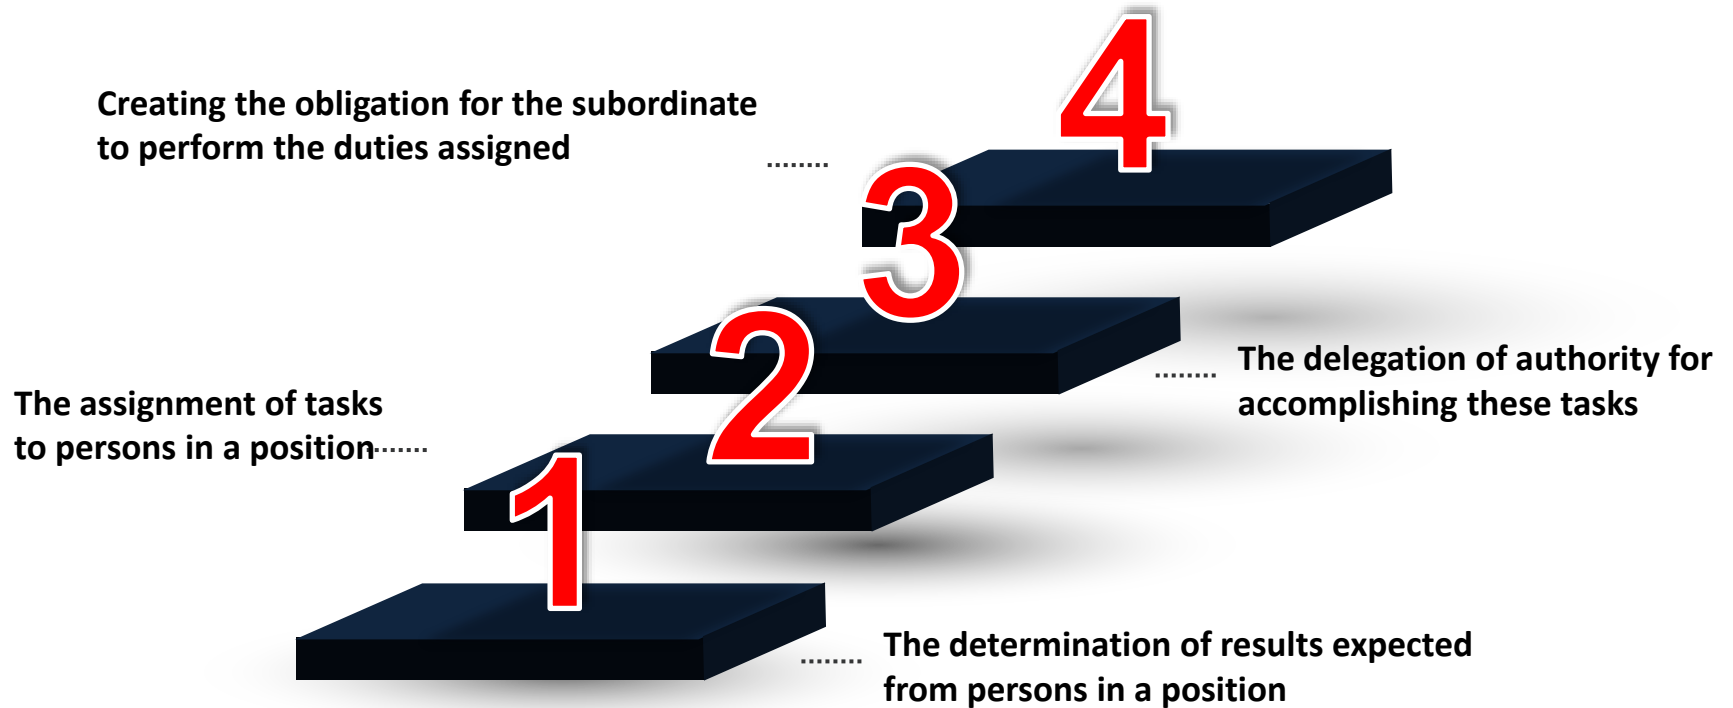 4
Creating the obligation for the subordinate
to perform the duties assigned
3
The delegation of authority for
accomplishing these tasks
2
The assignment of tasks
to persons in a position
1
The determination of results expected
from persons in a position